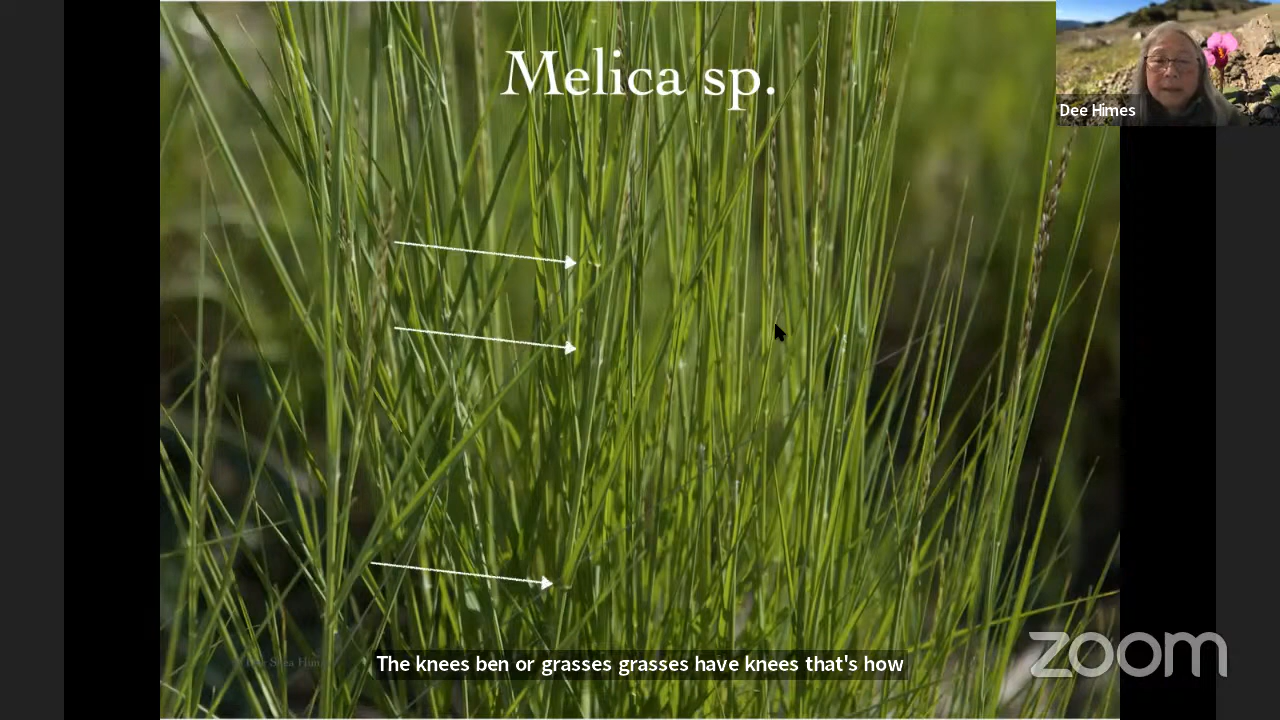 Melica sp.
Dee Himes
The knees ben or grasses grasses have knees that's how
zoom